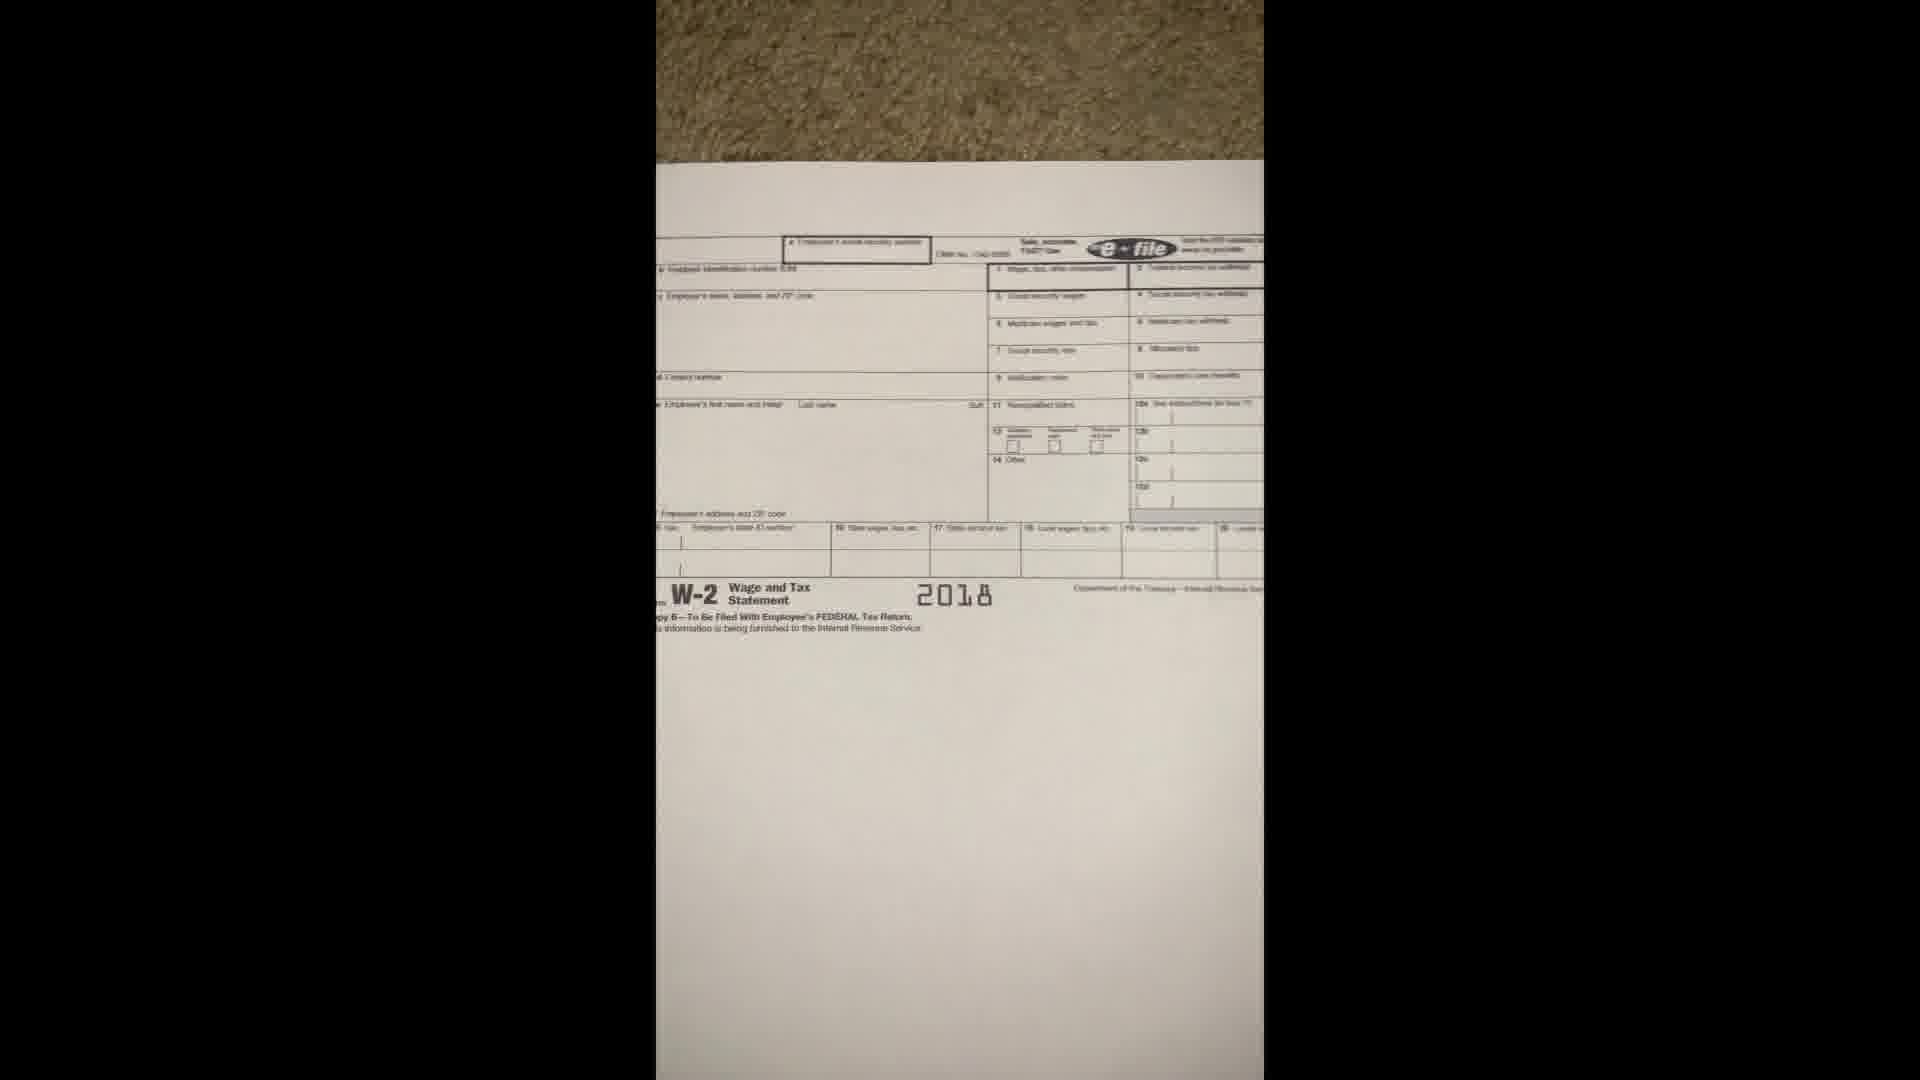 a Employee's social security number
OMB No. 1545-0008
Safe, accurate,
FAST! Use
e file
b Employer identification number (EIN)
1 Wages, tips, other compensation
2 Federal income tax withheld
c Employer's name, address, and ZIP code
3 Social security wages
4 Social security tax withheld
5 Medicare wages and tips
6 Medicare tax withheld
7 Social security tips
8 Allocated tips
d Control number
9 Verification code
10 Dependent care benefits
e Employee's first name and initial Last name Suff.
11 Nonqualified plans
12a See instructions for box 12
13
12b
14 Other
12c
12d
f Employee's address and ZIP code
Employer's state ID number
16 State wages, tips, etc.
17 State income tax
18 Local wages, tips, etc.
19 Local income tax
20
W-2 Wage and Tax
Statement
2018
Department of the Treasury—Internal Revenue
py B—To Be Filed With Employee's FEDERAL Tax Return.
s information is being furnished to the Internal Revenue Service.